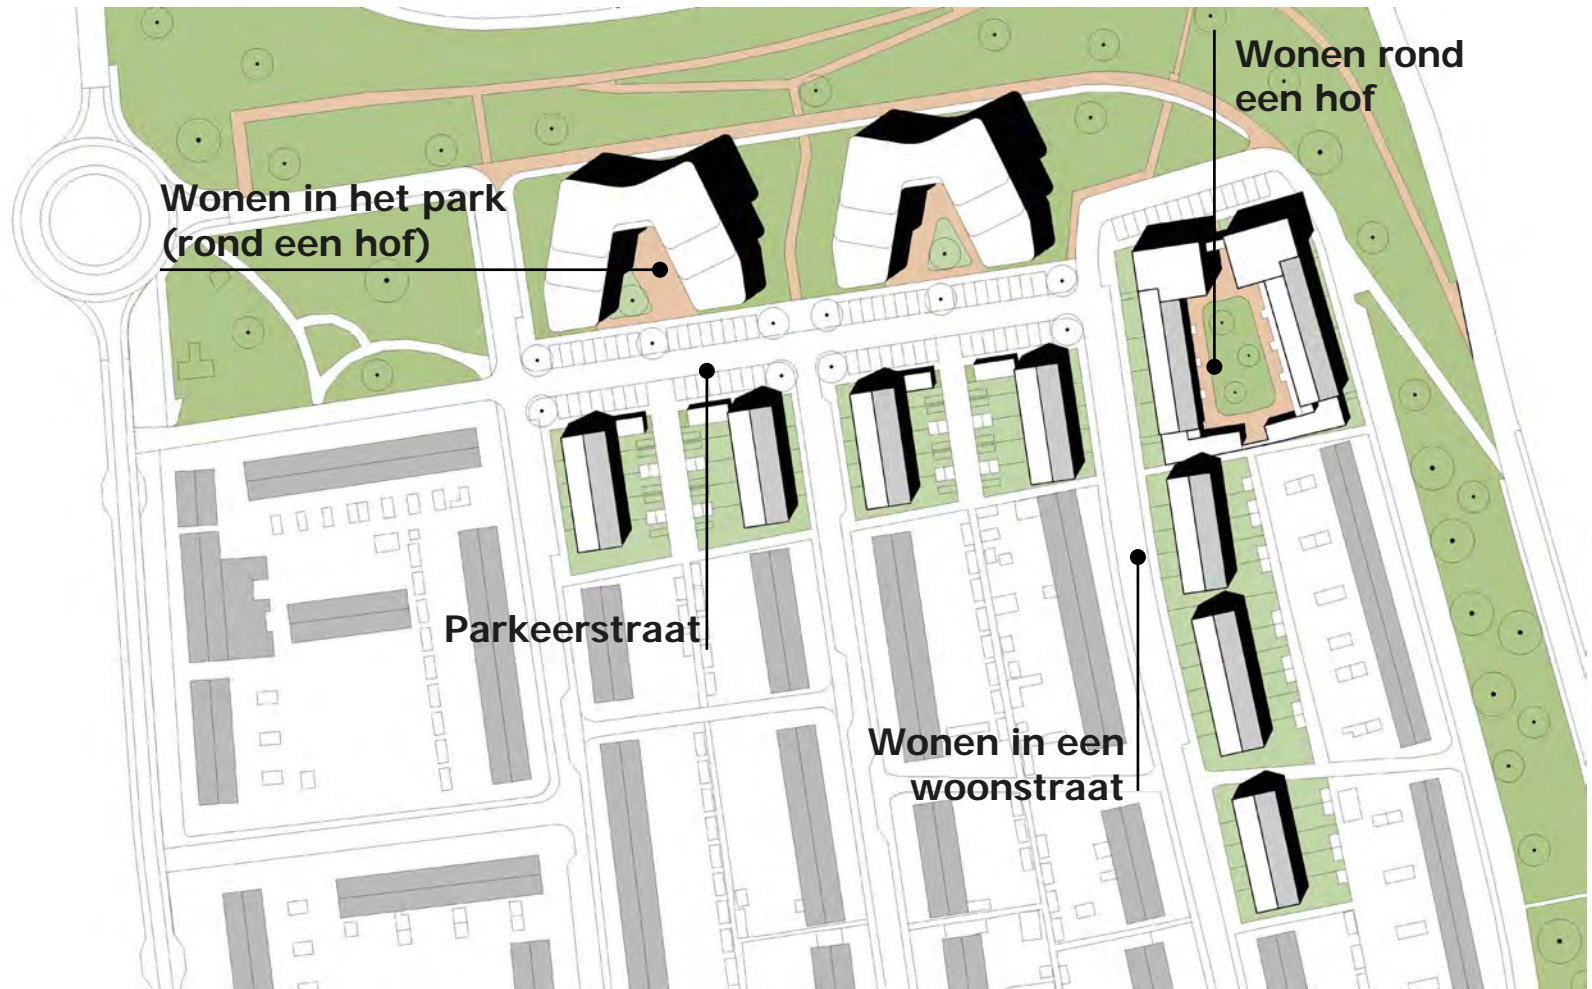 Wonen rond
een hof
Wonen in het park
(rond een hof)
Parkeerstraat
Wonen in een
woonstraat